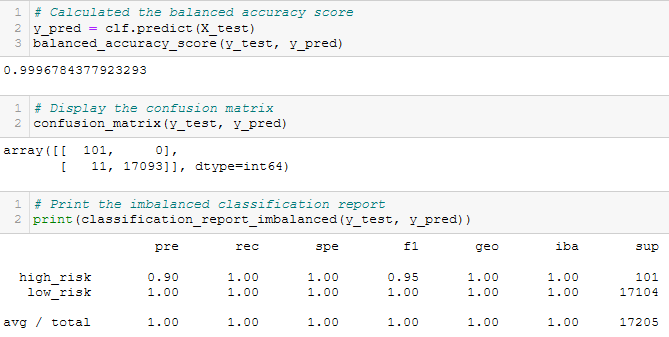 1 # Calculated the balanced accuracy score
2 y_pred = clf.predict(X_test)
3 balanced_accuracy_score(y_test, y_pred)
0.9996784377923293
1 # Display the confusion matrix
2 confusion_matrix(y_test, y_pred)
array([[ 101, 0],
[ 11, 17093]], dtype=int64)
1 # Print the imbalanced classification report
2 print(classification_report_imbalanced(y_test, y_pred))
pre rec spe f1 geo iba sup
high_risk 0.90 1.00 1.00 0.95 1.00 1.00 101
low_risk 1.00 1.00 1.00 1.00 1.00 1.00 17104
avg / total 1.00 1.00 1.00 1.00 1.00 1.00 17205